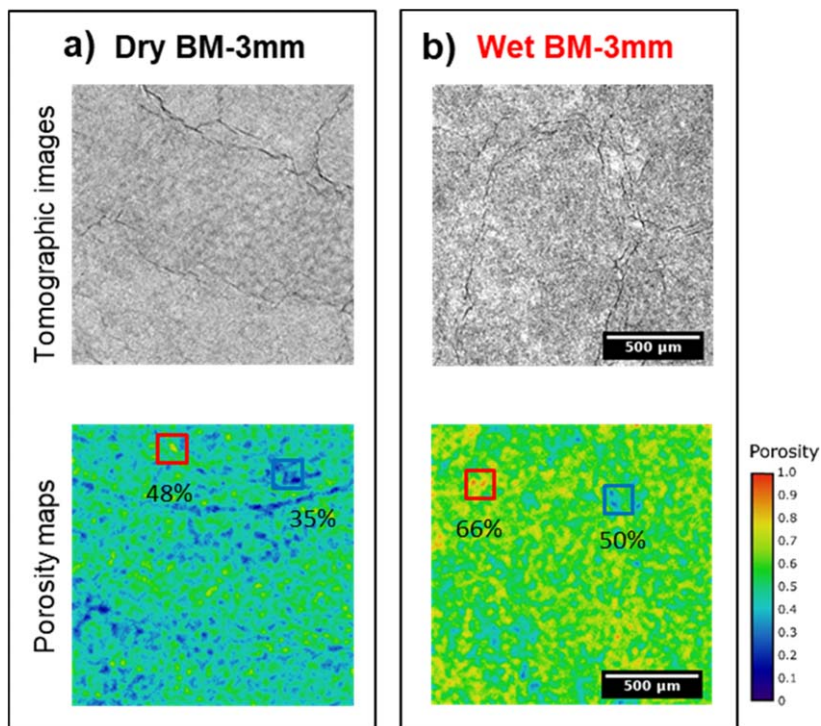 a) Dry BM-3mm
b) Wet BM-3mm
Tomographic images
500 µm
Porosity maps
48%
35%
66%
50%
500 µm
Porosity
1.0
0.9
0.8
0.7
0.6
0.5
0.4
0.3
0.2
0.1
0